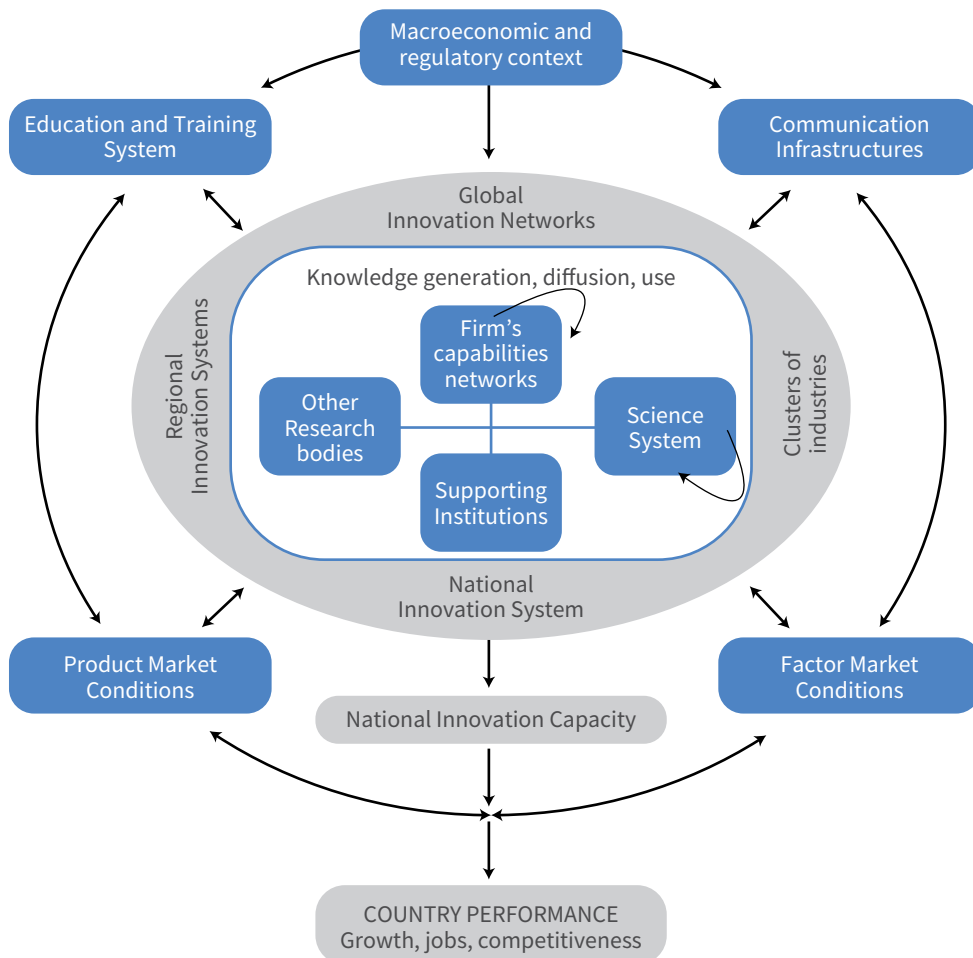 Macroeconomic and
regulatory context
Education and Training
System
Communication
Infrastructures
Global
Innovation Networks
Knowledge generation, diffusion, use
Regional
Innovation Systems
Firm's
capabilities
networks
Other
Research
bodies
Science
System
Supporting
Institutions
Clusters of
industries
National
Innovation System
Product Market
Conditions
Factor Market
Conditions
National Innovation Capacity
COUNTRY PERFORMANCE
Growth, jobs, competitiveness